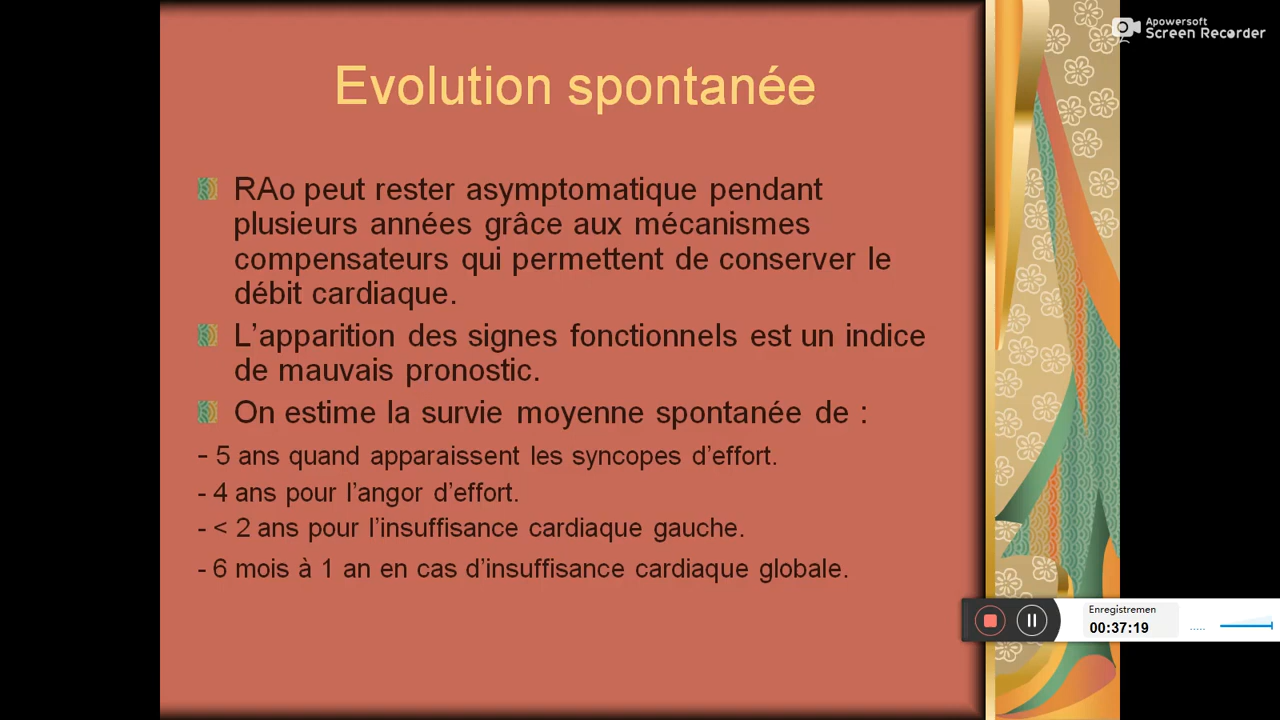 Apowersoft
Screen Recorder
Evolution spontanée
RAo peut rester asymptomatique pendant
plusieurs années grâce aux mécanismes
compensateurs qui permettent de conserver le
débit cardiaque.
L’apparition des signes fonctionnels est un indice
de mauvais pronostic.
On estime la survie moyenne spontanée de :
- 5 ans quand apparaissent les syncopes d’effort.
- 4 ans pour l’angor d’effort.
- < 2 ans pour l’insuffisance cardiaque gauche.
- 6 mois à 1 an en cas d’insuffisance cardiaque globale.
Enregistremen
00:37:19